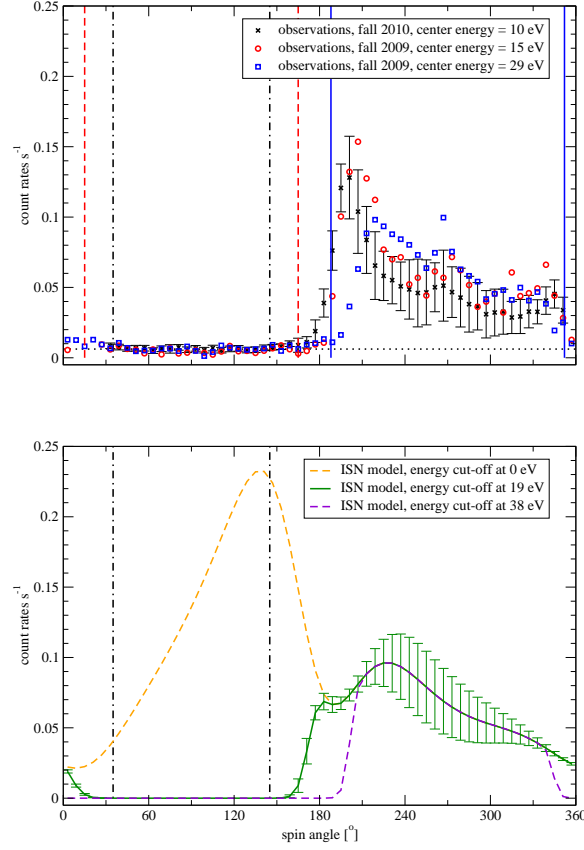 0.25
0.2
0.15
0.1
0.05
0
count rates s⁻¹
observations, fall 2010, center energy = 10 eV
observations, fall 2009, center energy = 15 eV
observations, fall 2009, center energy = 29 eV
0.25
0.2
0.15
0.1
0.05
0
count rates s⁻¹
ISN model, energy cut-off at 0 eV
ISN model, energy cut-off at 19 eV
ISN model, energy cut-off at 38 eV
0 60 120 180 240 300 360
spin angle [°]